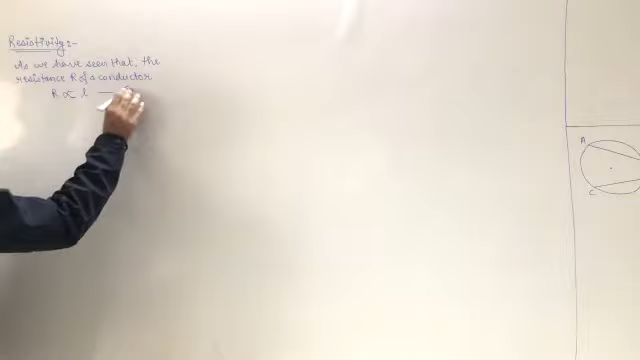 Resistivity:-
As we have seen that, the
resistance R of a conductor
R ∝ l —
A
C